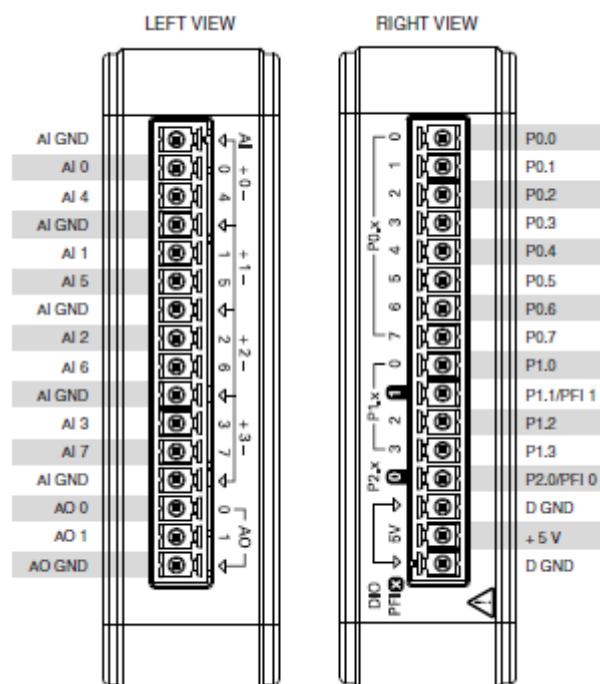 LEFT VIEW
RIGHT VIEW
AI GND
AI 0
AI 4
AI GND
AI 1
AI 5
AI GND
AI 2
AI 6
AI GND
AI 3
AI 7
AI GND
AO 0
AO 1
AO GND
AI
0
4
1
5
2
6
3
7
0
1
+ 0 -
+ 1 -
+ 2 -
+ 3 -
AO
P0.x
0
1
2
3
4
5
6
7
P1.x
0
1
2
3
P2.x
0
5V
DIO
PFI X
P0.0
P0.1
P0.2
P0.3
P0.4
P0.5
P0.6
P0.7
P1.0
P1.1/PFI 1
P1.2
P1.3
P2.0/PFI 0
D GND
+ 5 V
D GND